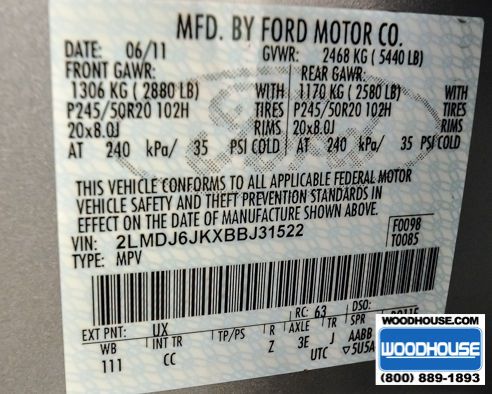 MFD. BY FORD MOTOR CO.
DATE: 06/11 GVWR: 2468 KG (5440 LB)
FRONT GAWR: REAR GAWR:
1306 KG (2880 LB) WITH 1170 KG (2580 LB) WITH
P245/50R20 102H TIRES P245/50R20 102H TIRES
20x8.0J RIMS 20x8.0J RIMS
AT 240 kPa/ 35 PSI COLD AT 240 kPa/ 35 PSI COLD
Ford
THIS VEHICLE CONFORMS TO ALL APPLICABLE FEDERAL MOTOR
VEHICLE SAFETY AND THEFT PREVENTION STANDARDS IN
EFFECT ON THE DATE OF MANUFACTURE SHOWN ABOVE.
VIN: 2LMDJ6JKXBBJ31522 F0098
TYPE: MPV T0085
RC: 63 DSO:
EXT PNT: UX
WB INT TR TP/PS R AXLE TR SPR AABB
111 CC Z 3E J
UTC ▽5U5A
WOODHOUSE.COM
WOODHOUSE
(800) 889-1893